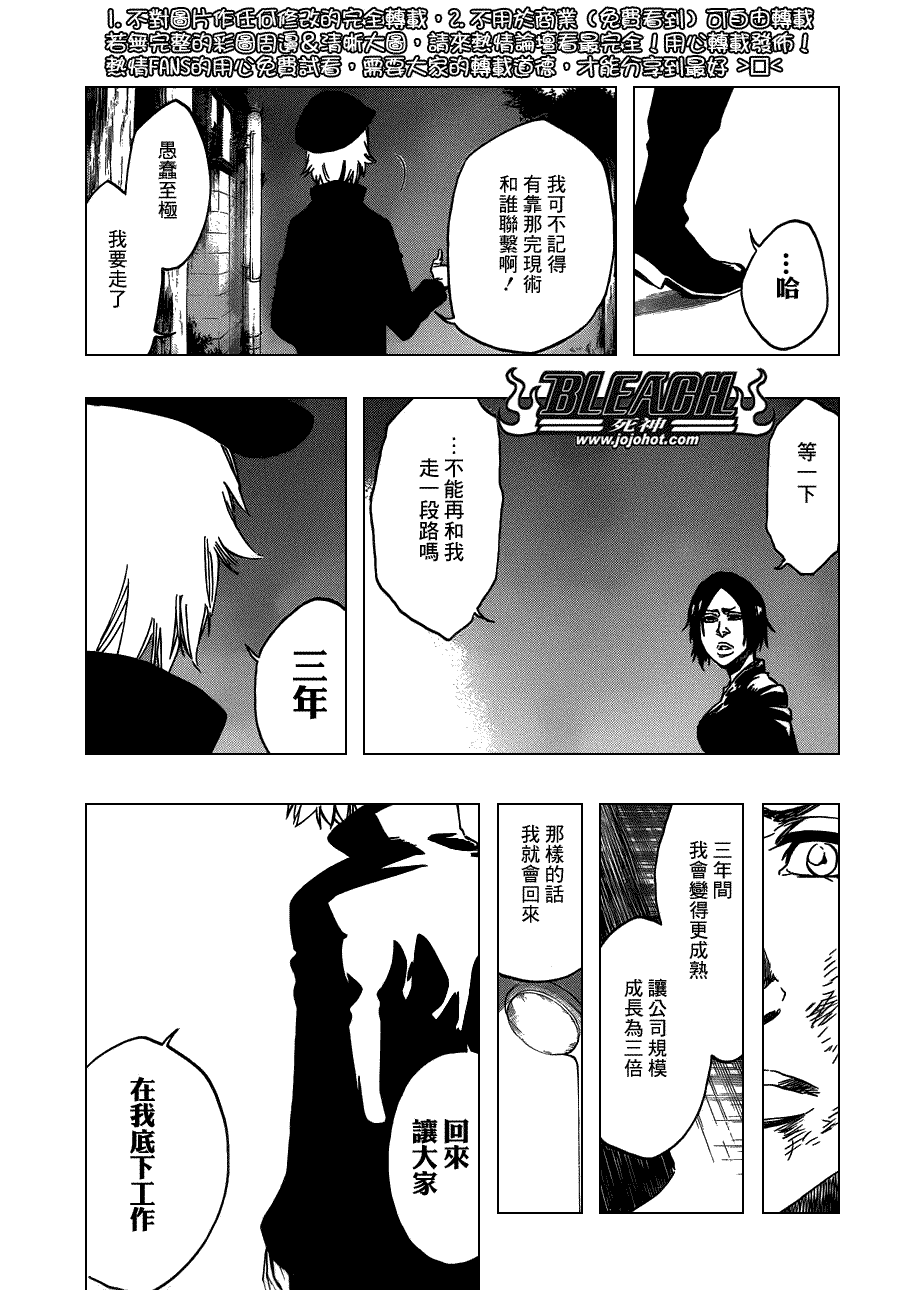 1. 不對圖片作任何修改的完全轉載，2. 不用於商業（免費看到）可自由轉載
若無完整的彩圖周邊&清晰大圖，請來熱情論壇看最完全！用心轉載發佈！
熱情FANS的用心免費試看，需要大家的轉載道德，才能分享到最好 >□<
…哈
我可不記得
有靠那完現術
和誰聯繫啊！
愚蠢至極
我要走了
BLEACH
死神
www.jojohot.com
等一下
…不能再和我
走一段路嗎
三年
三年間
我會變得更成熟
讓公司規模
成長為三倍
那樣的話
我就會回來
回來
讓大家
在我底下工作